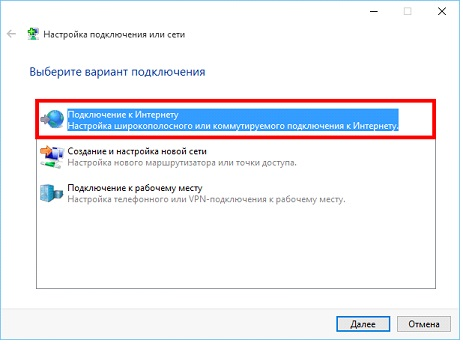 Настройка подключения или сети
Выберите вариант подключения
Подключение к Интернету
Настройка широкополосного или коммутируемого подключения к Интернету.
Создание и настройка новой сети
Настройка нового маршрутизатора или точки доступа.
Подключение к рабочему месту
Настройка телефонного или VPN-подключения к рабочему месту.
Далее
Отмена